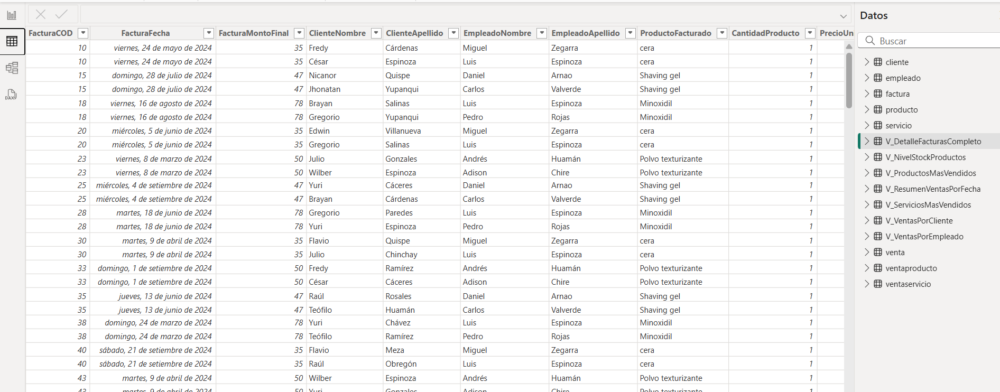 Datos
FacturaCOD FacturaFecha FacturaMontoFinal ClienteNombre ClienteApellido EmpleadoNombre EmpleadoApellido ProductoFacturado CantidadProducto PrecioUn
10 viernes, 24 de mayo de 2024 35 Fredy Cárdenas Miguel Zegarra cera 1
10 viernes, 24 de mayo de 2024 35 César Espinoza Luis Espinoza cera 1
15 domingo, 28 de julio de 2024 47 Nicanor Quispe Daniel Arnao Shaving gel 1
15 domingo, 28 de julio de 2024 47 Jhonatan Yupanqui Carlos Valverde Shaving gel 1
18 viernes, 16 de agosto de 2024 78 Brayan Salinas Luis Espinoza Minoxidil 1
18 viernes, 16 de agosto de 2024 78 Gregorio Yupanqui Pedro Rojas Minoxidil 1
20 miércoles, 5 de junio de 2024 35 Edwin Villanueva Miguel Zegarra cera 1
20 miércoles, 5 de junio de 2024 35 Gregorio Salinas Luis Espinoza cera 1
23 viernes, 8 de marzo de 2024 50 Julio Gonzales Andrés Huamán Polvo texturizante 1
23 viernes, 8 de marzo de 2024 50 Wilber Espinoza Adison Chire Polvo texturizante 1
25 miércoles, 4 de setiembre de 2024 47 Yuri Cáceres Daniel Arnao Shaving gel 1
25 miércoles, 4 de setiembre de 2024 47 Brayan Cárdenas Carlos Valverde Shaving gel 1
28 martes, 18 de junio de 2024 78 Gregorio Paredes Luis Espinoza Minoxidil 1
28 martes, 18 de junio de 2024 78 Yuri Espinoza Pedro Rojas Minoxidil 1
30 martes, 9 de abril de 2024 35 Flavio Quispe Miguel Zegarra cera 1
30 martes, 9 de abril de 2024 35 Julio Chinchay Luis Espinoza cera 1
33 domingo, 1 de setiembre de 2024 50 Fredy Ramírez Andrés Huamán Polvo texturizante 1
33 domingo, 1 de setiembre de 2024 50 César Cáceres Adison Chire Polvo texturizante 1
35 jueves, 13 de junio de 2024 47 Raúl Rosales Daniel Arnao Shaving gel 1
35 jueves, 13 de junio de 2024 47 Teófilo Huamán Carlos Valverde Shaving gel 1
38 domingo, 24 de marzo de 2024 78 Yuri Chávez Luis Espinoza Minoxidil 1
38 domingo, 24 de marzo de 2024 78 Teófilo Ramírez Pedro Rojas Minoxidil 1
40 sábado, 21 de setiembre de 2024 35 Flavio Meza Miguel Zegarra cera 1
40 sábado, 21 de setiembre de 2024 35 Raúl Obregón Luis Espinoza cera 1
43 martes, 9 de abril de 2024 50 Wilber Espinoza Andrés Huamán Polvo texturizante 1
43 martes, 9 de abril de 2024 50 Yuri Gonzales Adison Chire Polvo texturizante 1
DAX
Buscar
cliente
empleado
factura
producto
servicio
V_DetalleFacturasCompleto
V_NivelStockProductos
V_ProductosMasVendidos
V_ResumenVentasPorFecha
V_ServiciosMasVendidos
V_VentasPorCliente
V_VentasPorEmpleado
venta
ventaproducto
ventaservicio